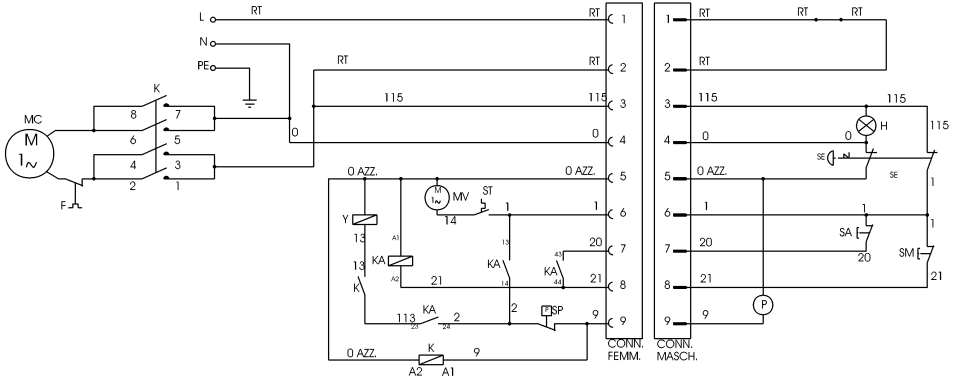 L RT RT 1 1 RT RT RT
N
PE RT RT 2 2 RT
MC K 8 7 115 115 3 3 115 115
M 1~ 6 5 0 0 4 4 0 0 H 115
4 3 SE SE
F 2 1 0 AZZ. 0 AZZ. 5 5 0 AZZ. 1
M 1~ MV ST
Y 14 1 1 6 6 1 1 1
13 A1 13 SA
KA KA 43 20 7 7 20 20 SM
13 A2 KA
K 21 14 44 21 8 8 21 21
P
KA 2 P SP
113 23 24 2 9 9 9 9
0 AZZ. K 9 CONN. FEMM. CONN. MASCH.
A2 A1